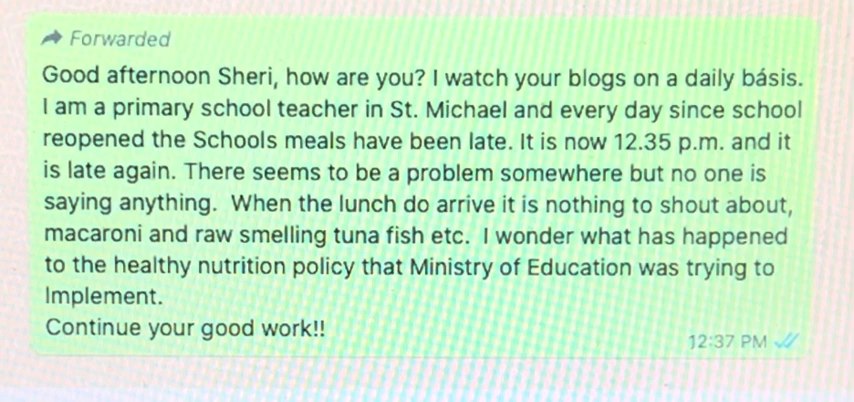 Forwarded
Good afternoon Sheri, how are you? I watch your blogs on a daily básis.
I am a primary school teacher in St. Michael and every day since school
reopened the Schools meals have been late. It is now 12.35 p.m. and it
is late again. There seems to be a problem somewhere but no one is
saying anything.  When the lunch do arrive it is nothing to shout about,
macaroni and raw smelling tuna fish etc.  I wonder what has happened
to the healthy nutrition policy that Ministry of Education was trying to
Implement.
Continue your good work!!
12:37 PM